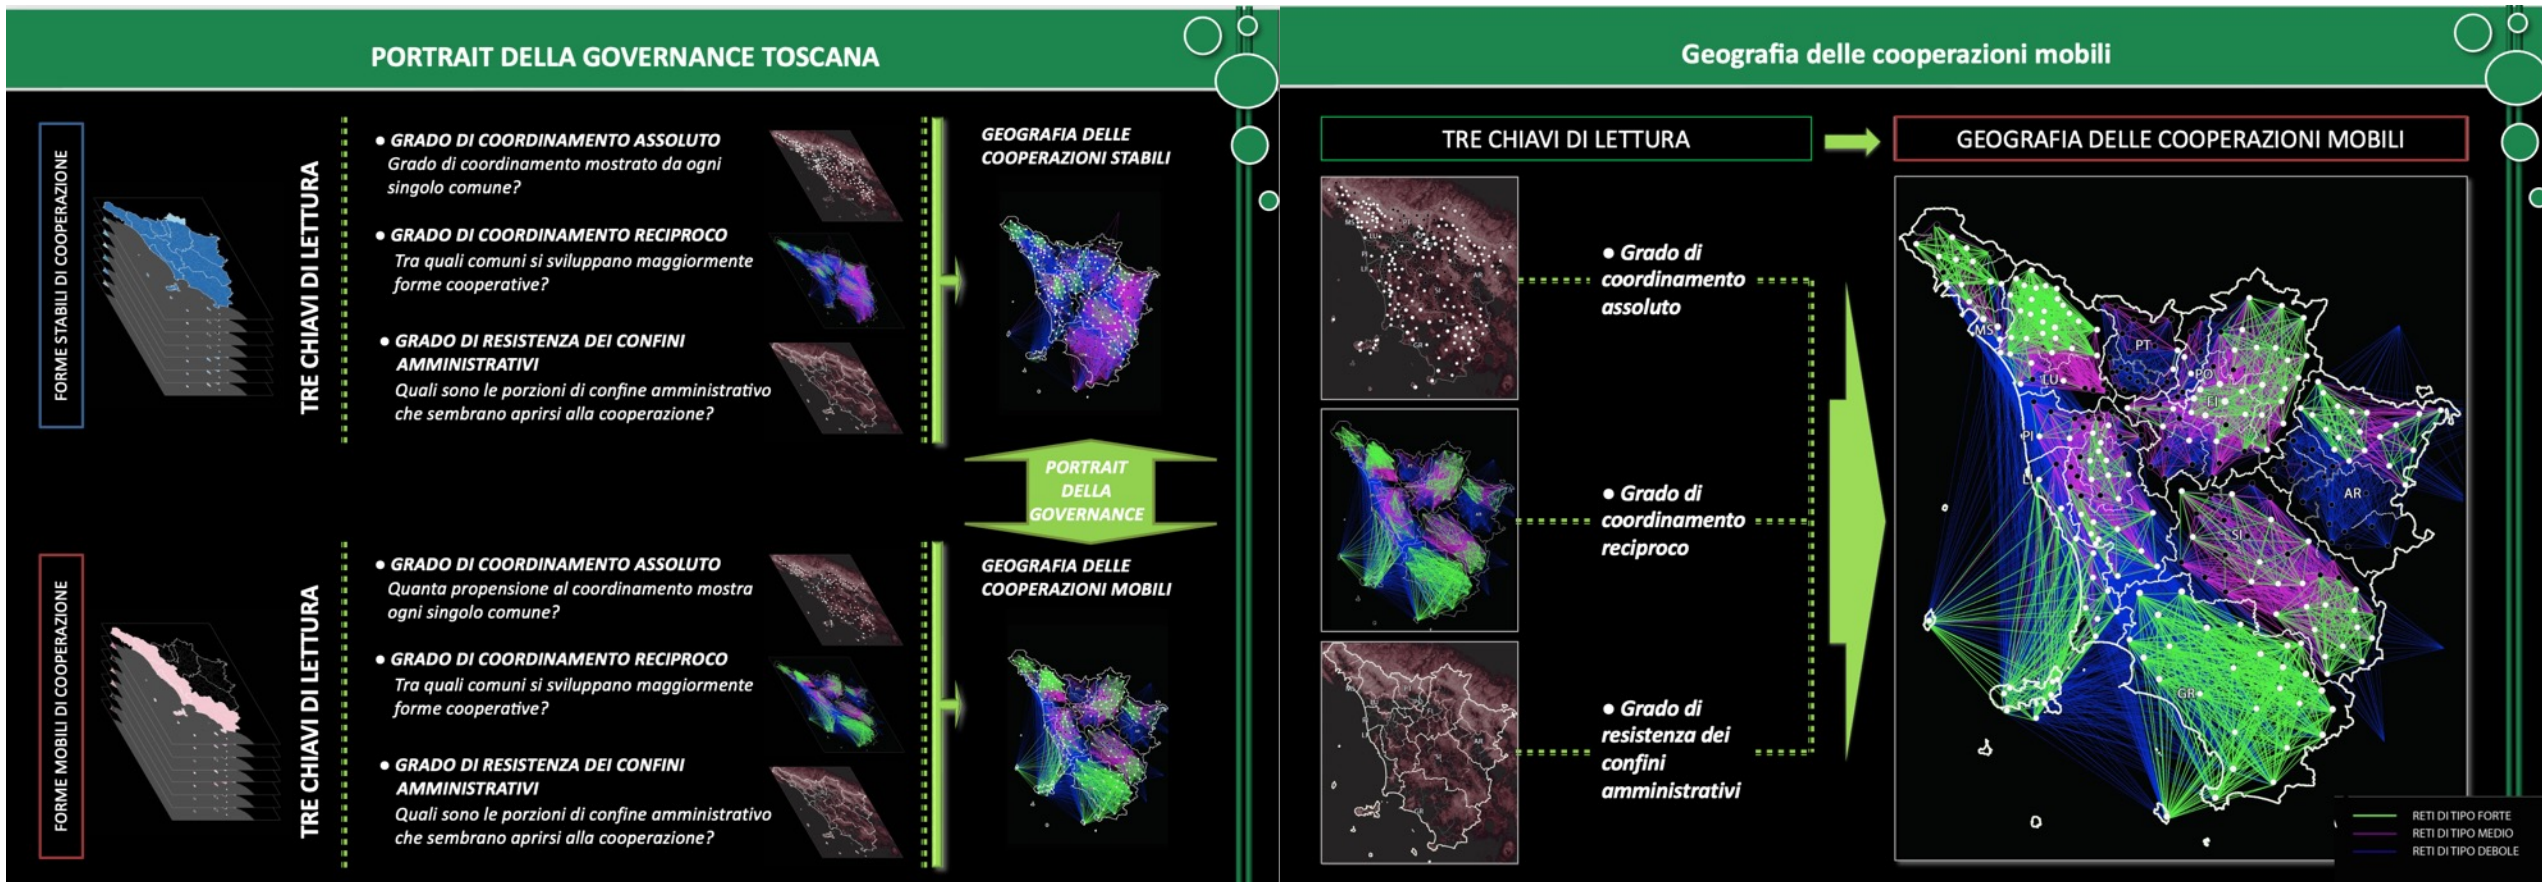 PORTRAIT DELLA GOVERNANCE TOSCANA
FORME STABILI DI COOPERAZIONE
TRE CHIAVI DI LETTURA
● GRADO DI COORDINAMENTO ASSOLUTO
Grado di coordinamento mostrato da ogni
singolo comune?
● GRADO DI COORDINAMENTO RECIPROCO
Tra quali comuni si sviluppano maggiormente
forme cooperative?
● GRADO DI RESISTENZA DEI CONFINI
AMMINISTRATIVI
Quali sono le porzioni di confine amministrativo
che sembrano aprirsi alla cooperazione?
GEOGRAFIA DELLE
COOPERAZIONI STABILI
PORTRAIT
DELLA
GOVERNANCE
FORME MOBILI DI COOPERAZIONE
TRE CHIAVI DI LETTURA
● GRADO DI COORDINAMENTO ASSOLUTO
Quanta propensione al coordinamento mostra
ogni singolo comune?
● GRADO DI COORDINAMENTO RECIPROCO
Tra quali comuni si sviluppano maggiormente
forme cooperative?
● GRADO DI RESISTENZA DEI CONFINI
AMMINISTRATIVI
Quali sono le porzioni di confine amministrativo
che sembrano aprirsi alla cooperazione?
GEOGRAFIA DELLE
COOPERAZIONI MOBILI
Geografia delle cooperazioni mobili
TRE CHIAVI DI LETTURA
GEOGRAFIA DELLE COOPERAZIONI MOBILI
● Grado di
coordinamento
assoluto
● Grado di
coordinamento
reciproco
● Grado di
resistenza dei
confini
amministrativi
MS
PT
LU
PO
FI
PI
LI
AR
SI
GR
RETI DI TIPO FORTE
RETI DI TIPO MEDIO
RETI DI TIPO DEBOLE